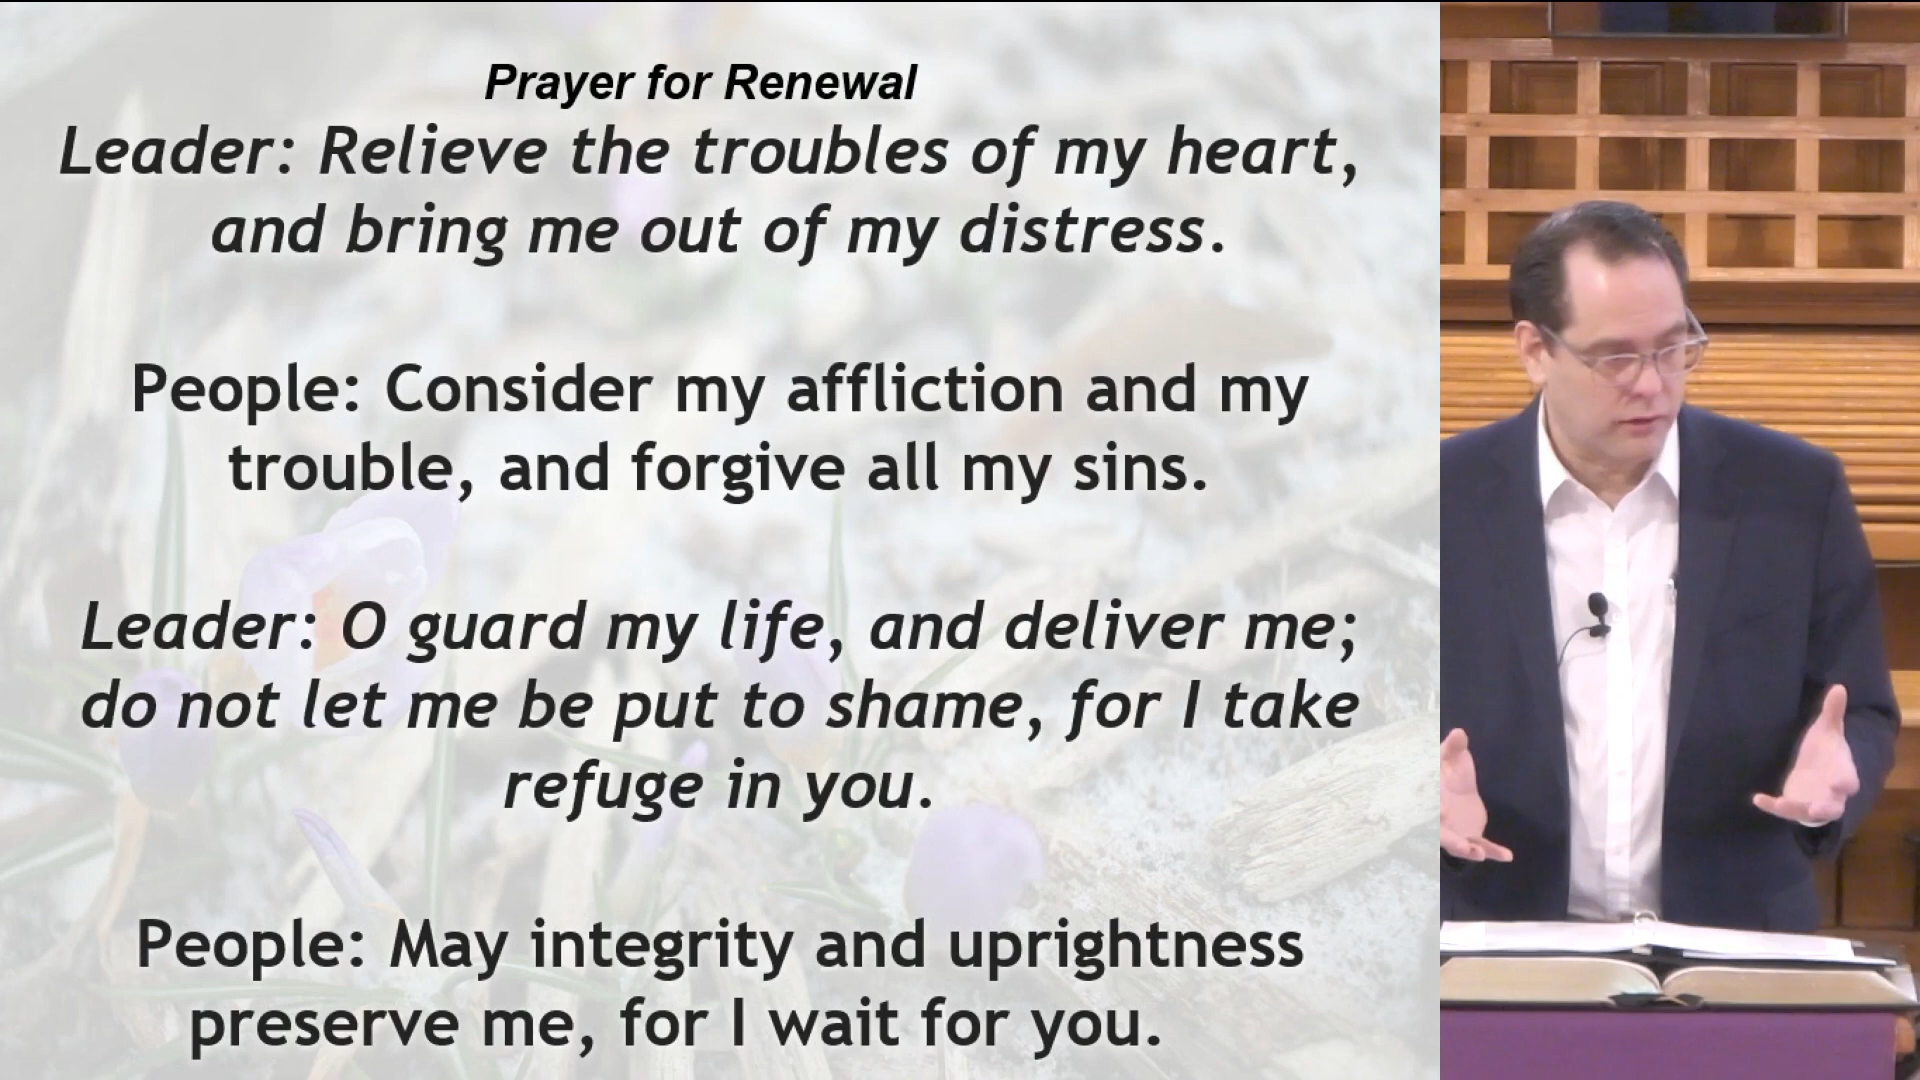 Prayer for Renewal
Leader: Relieve the troubles of my heart,
and bring me out of my distress.
People: Consider my affliction and my
trouble, and forgive all my sins.
Leader: O guard my life, and deliver me;
do not let me be put to shame, for I take
refuge in you.
People: May integrity and uprightness
preserve me, for I wait for you.